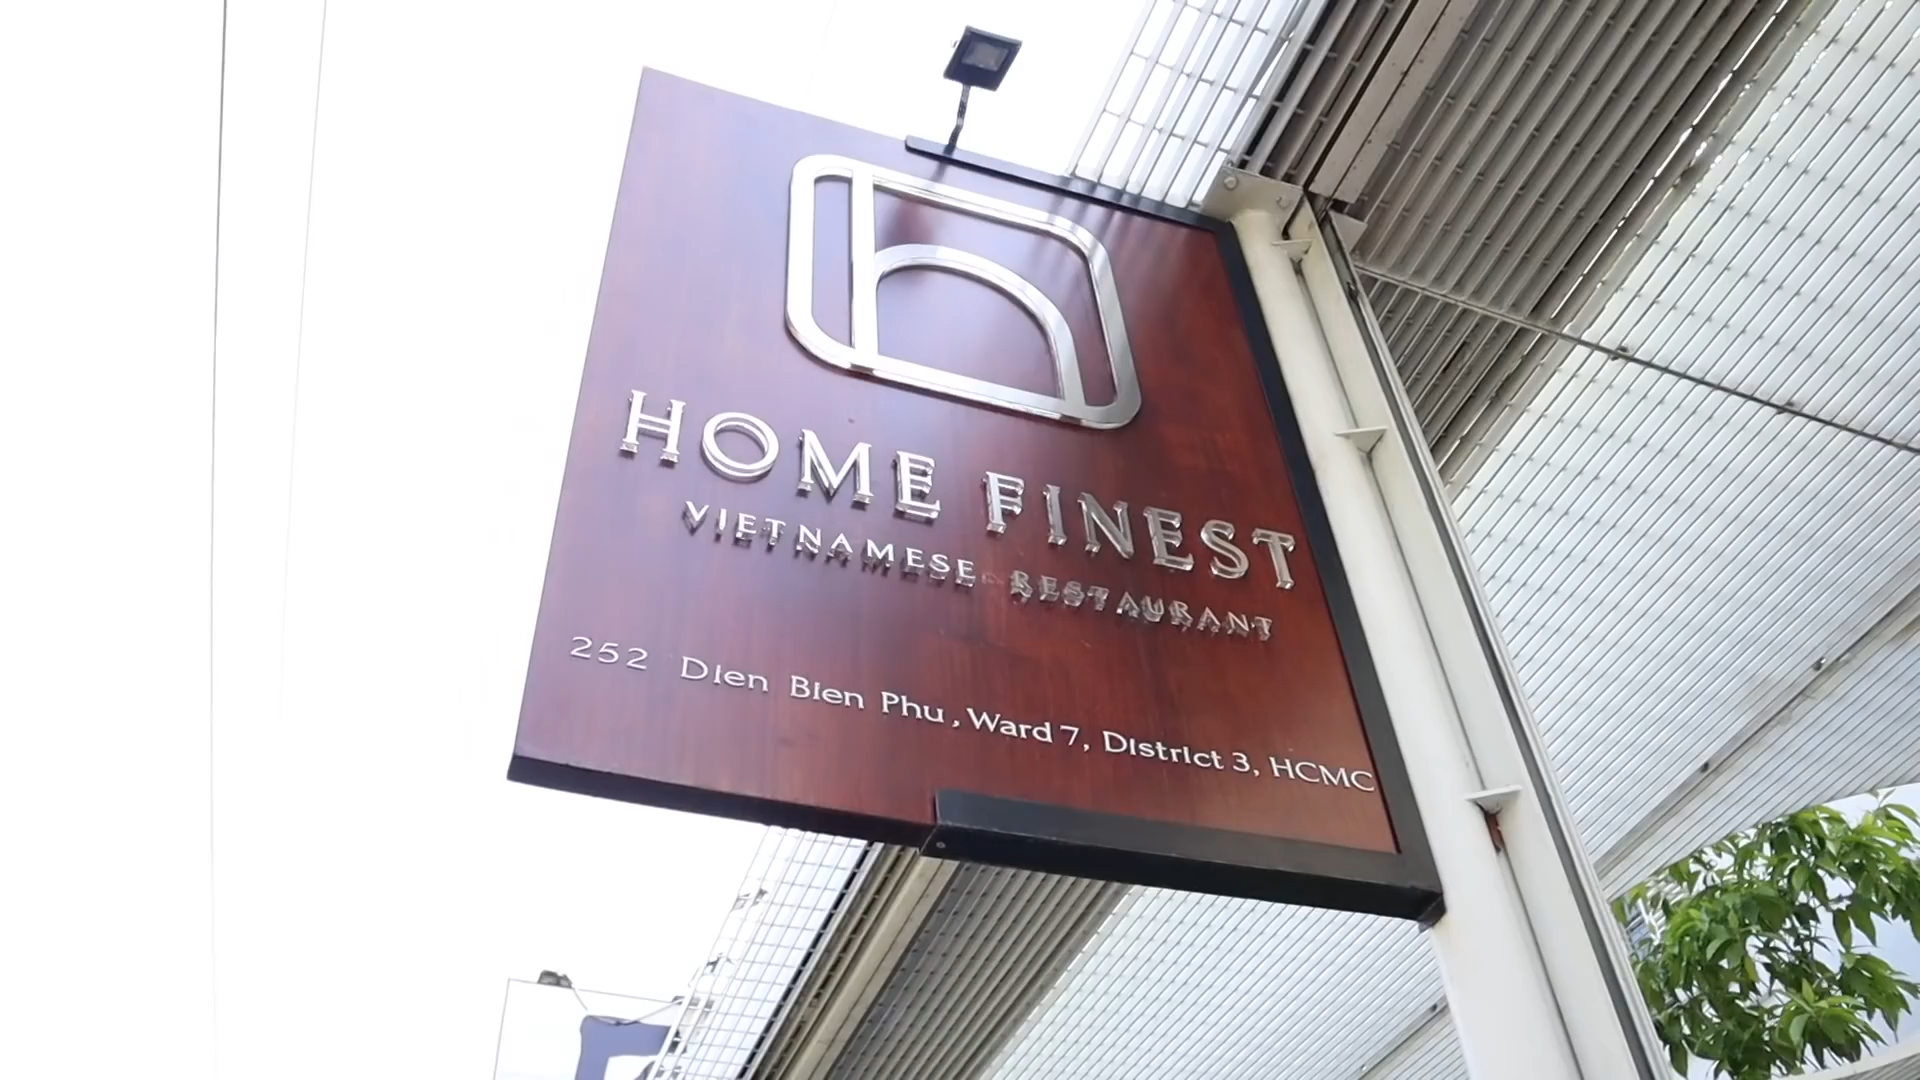 HOME FINEST
VIETNAMESE RESTAURANT
252 Dien Bien Phu, Ward 7, District 3, HCMC